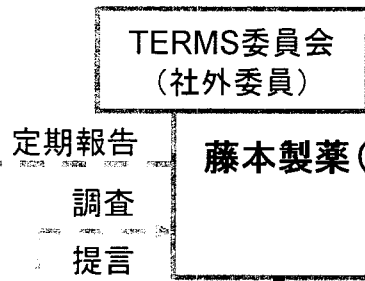 TERMS委員会
（社外委員）
定期報告
藤本製薬（
調査
提言